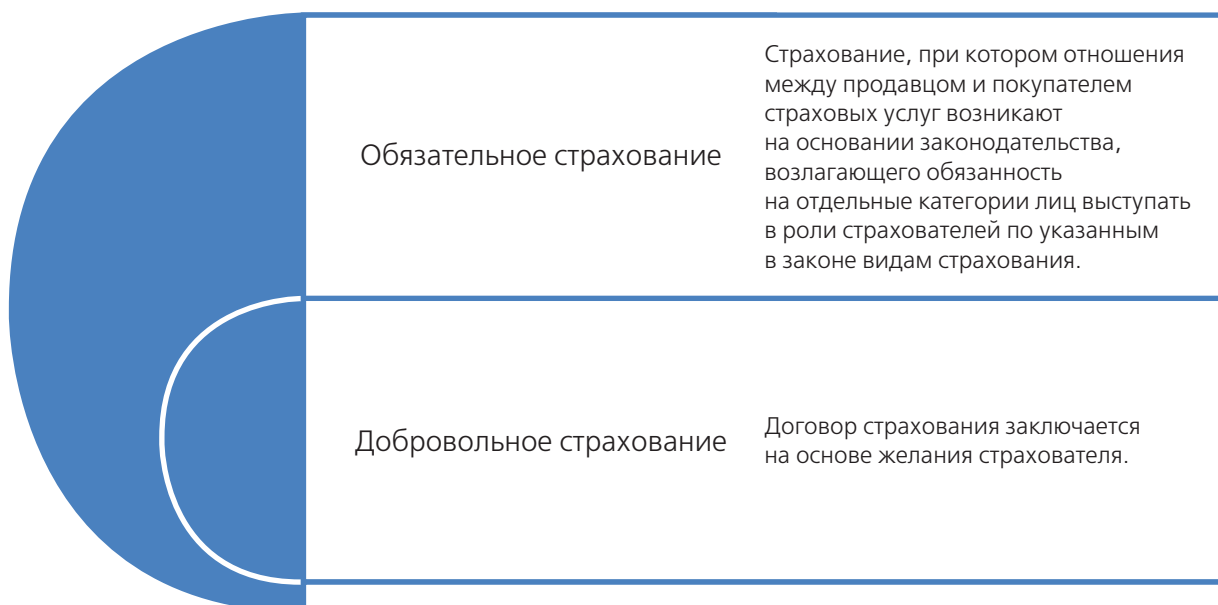 Обязательное страхование
Страхование, при котором отношения
между продавцом и покупателем
страховых услуг возникают
на основании законодательства,
возлагающего обязанность
на отдельные категории лиц выступать
в роли страхователей по указанным
в законе видам страхования.
Добровольное страхование
Договор страхования заключается
на основе желания страхователя.